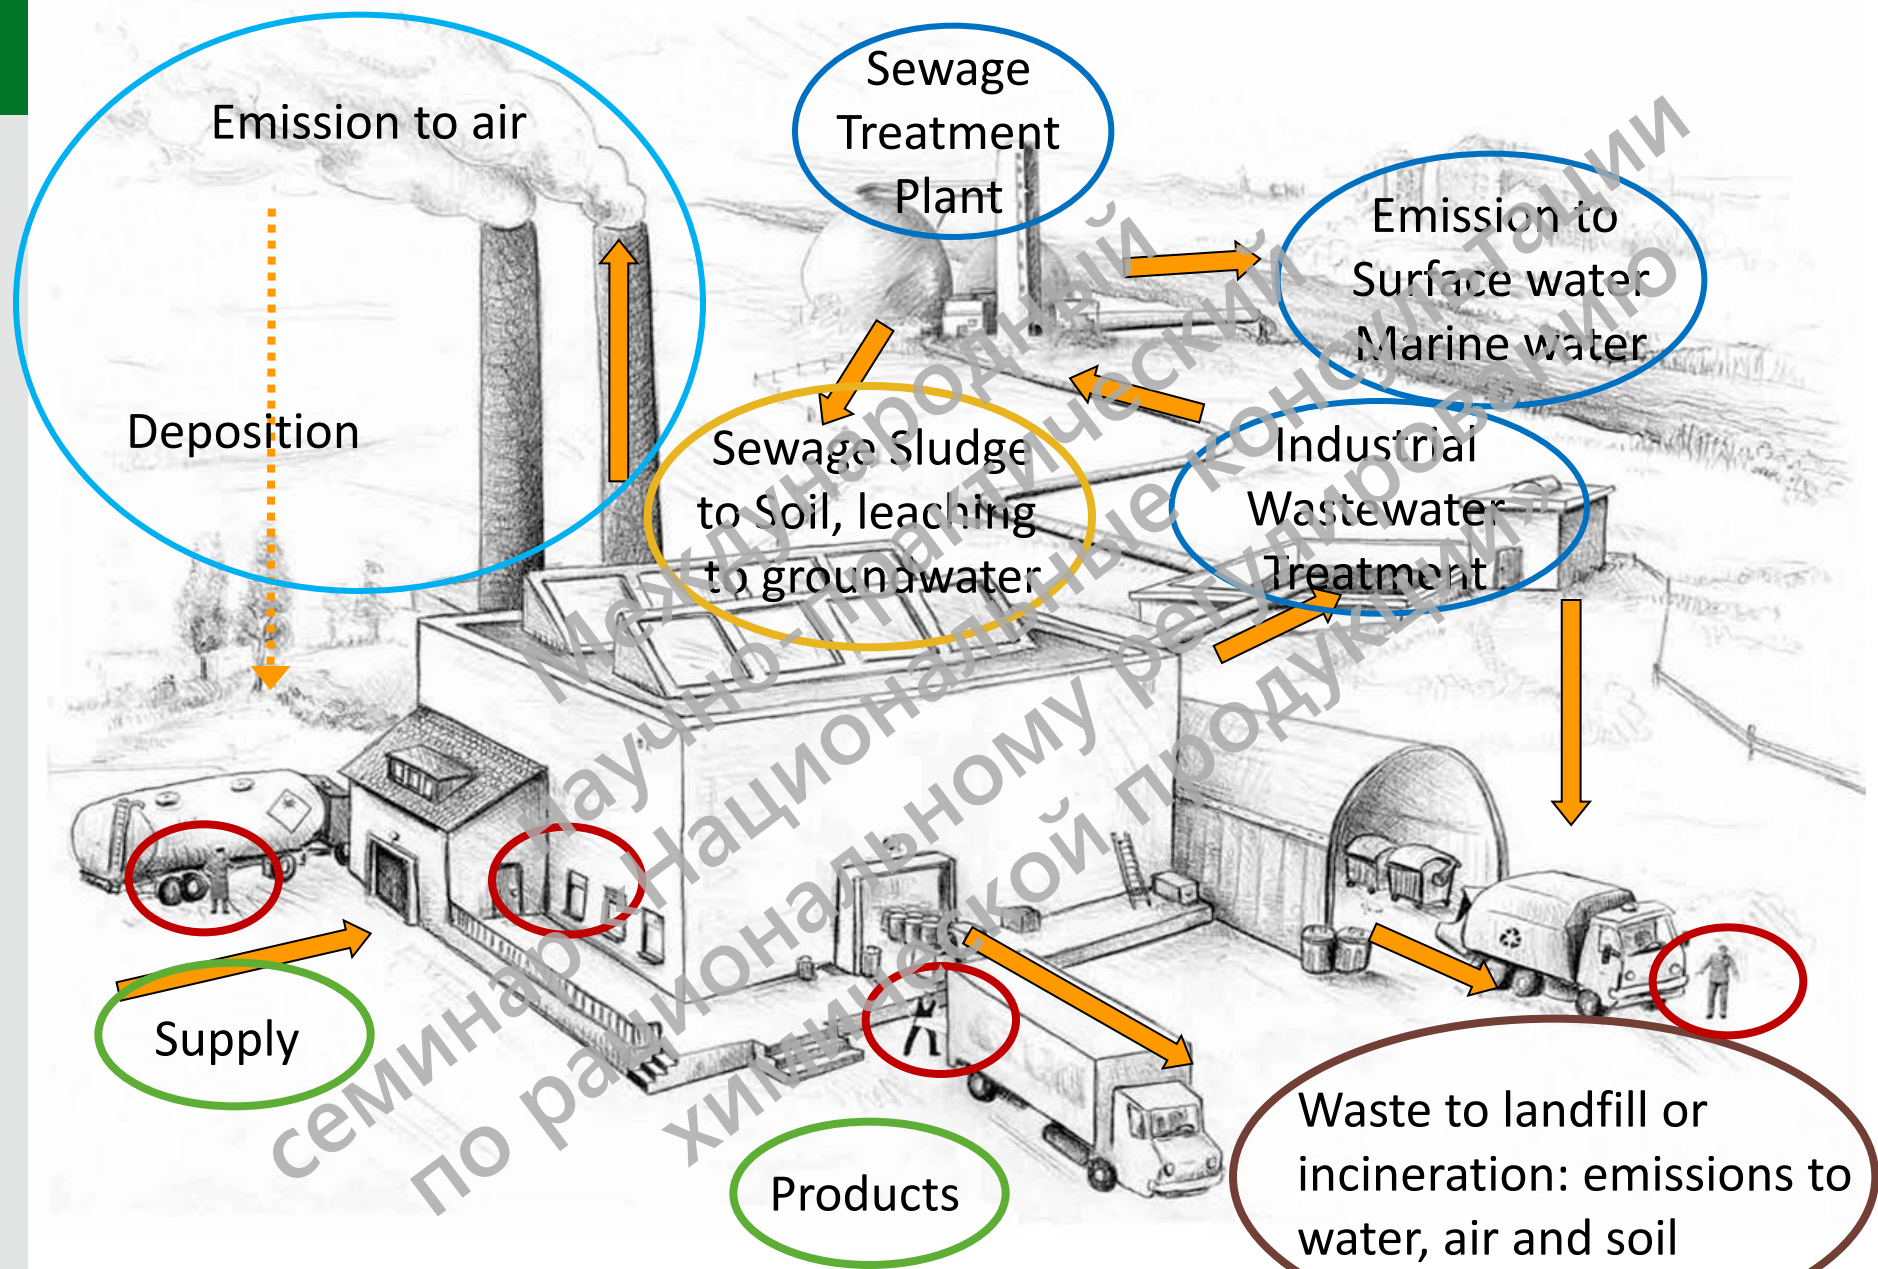 Emission to air
Deposition
Sewage
Treatment
Plant
Emission to
Surface water
Marine water
Sewage Sludge
to Soil, leaching
to groundwater
Industrial
Wastewater
Treatment
Supply
Products
Waste to landfill or
incineration: emissions to
water, air and soil
Международный
научно-практический
семинар «Национальные консультации
по рациональному регулированию
химической продукции»